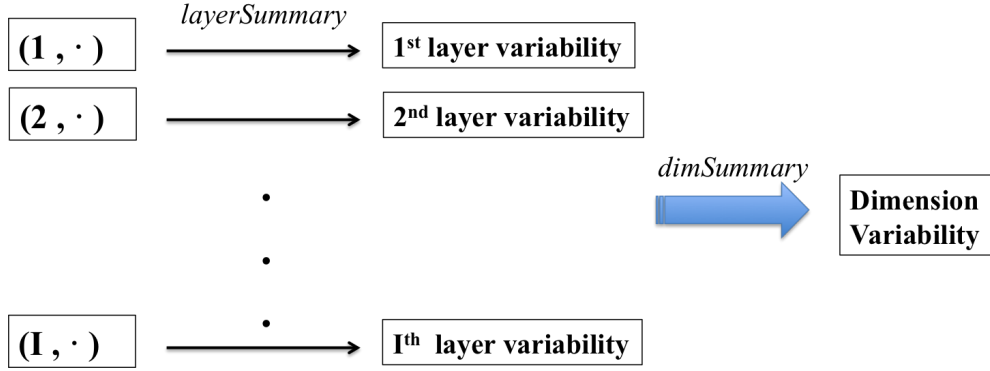 layerSummary
(1 , · )
1st layer variability
(2 , · )
2nd layer variability
dimSummary
Dimension
Variability
(I , · )
Ith layer variability